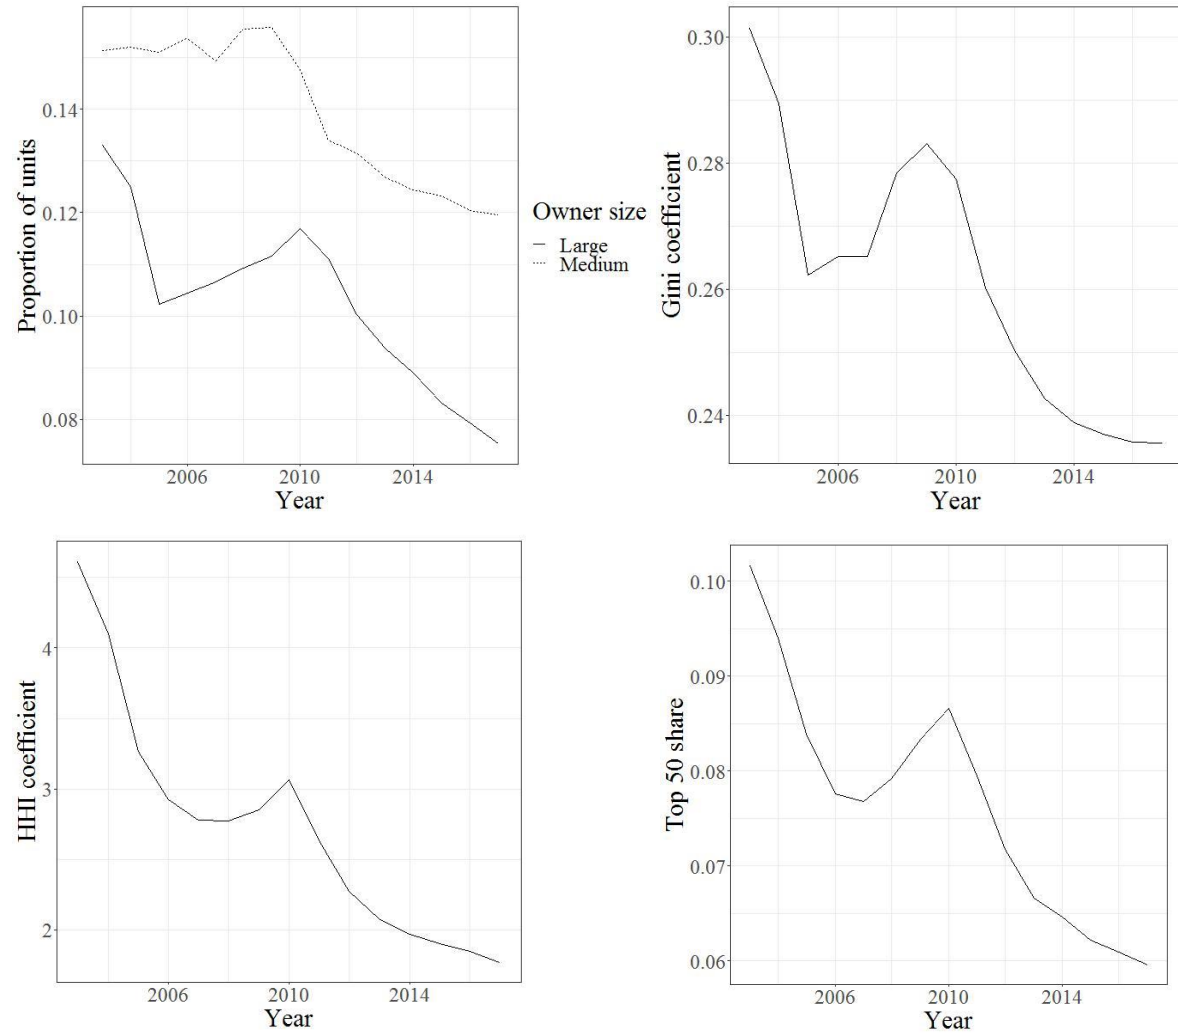 Proportion of units
0.14
0.12
0.10
0.08
2006 2010 2014
Year
Owner size
Large
Medium
Gini coefficient
0.30
0.28
0.26
0.24
2006 2010 2014
Year
HHI coefficient
4
3
2
2006 2010 2014
Year
Top 50 share
0.10
0.09
0.08
0.07
0.06
2006 2010 2014
Year